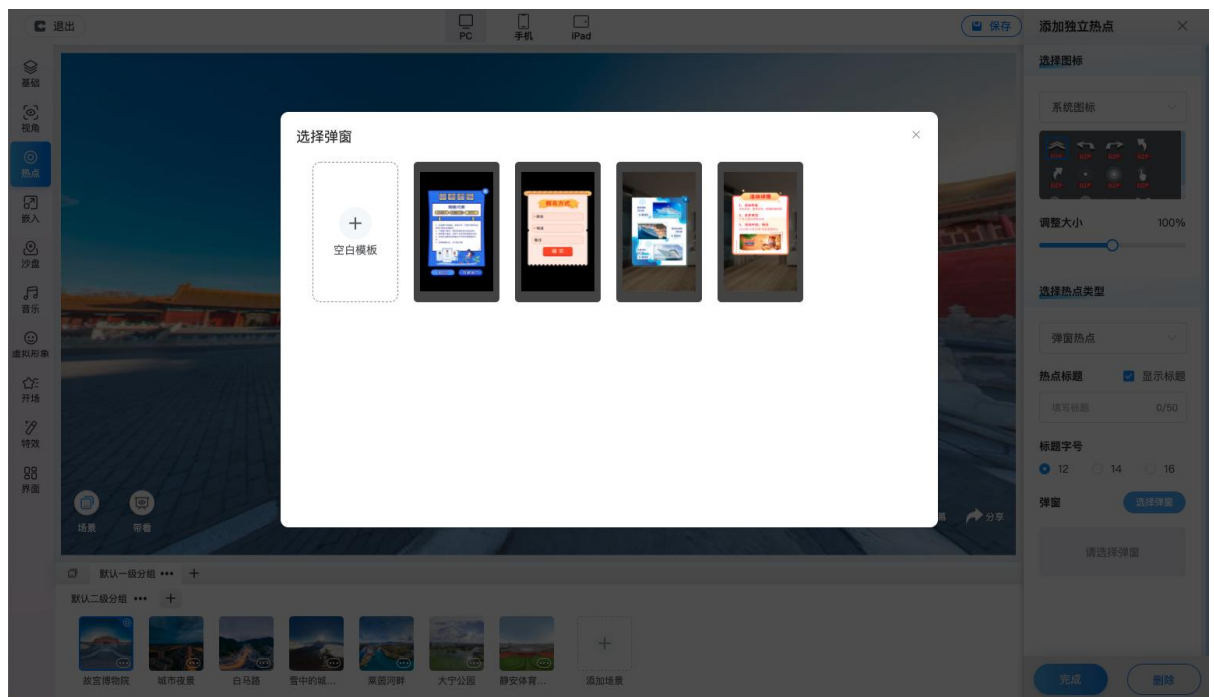 退出
PC
手机
iPad
保存
添加独立热点
基础
视角
热点
嵌入
沙盘
音乐
虚拟形象
开场
特效
界面
选择弹窗
空白模板
报名方式
选择图标
系统图标
调整大小
100%
选择热点类型
弹窗热点
热点标题
显示标题
填写标题
0/50
标题字号
12
14
16
弹窗
选择弹窗
请选择弹窗
场景
带看
分享
默认一级分组
默认二级分组
故宫博物院
城市夜景
白马路
雪中的城...
莱茵河畔
大宁公园
静安体育...
添加场景
完成
删除